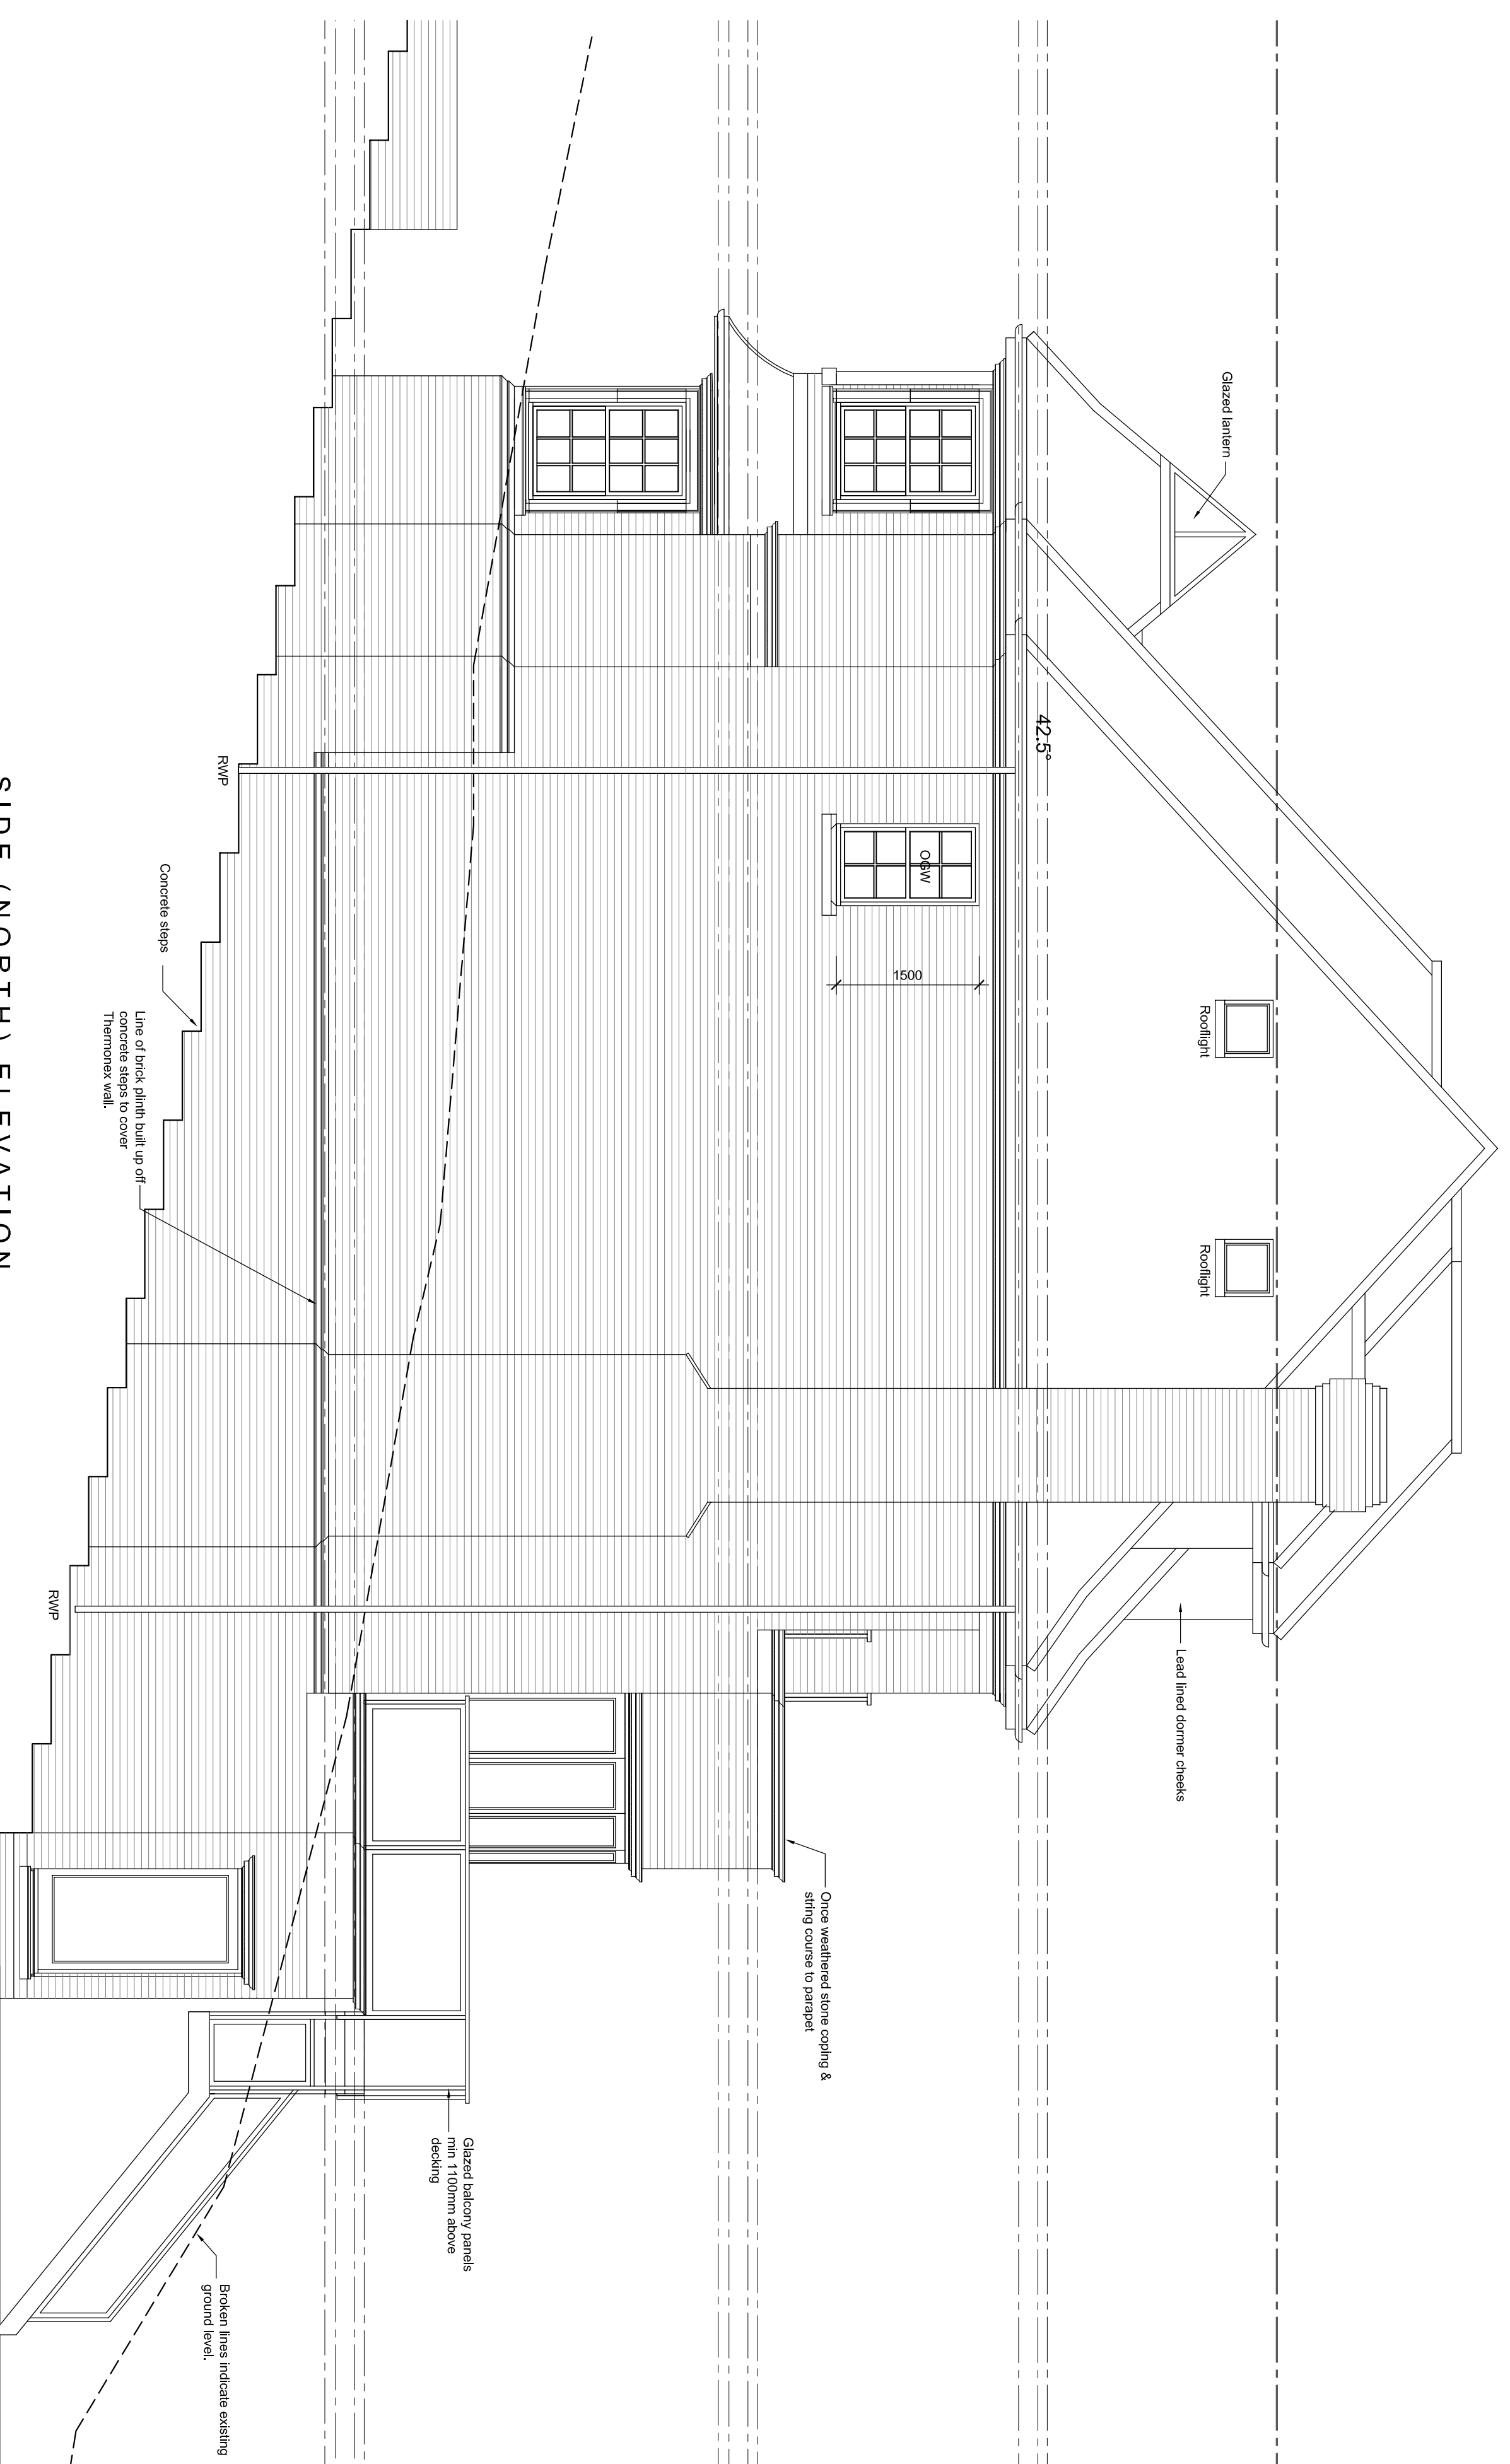 Glazed lantern
42.5°
Rooflight
Rooflight
Lead lined dormer cheeks
OGW
1500
Once weathered stone coping &
string course to parapet
RWP
Concrete steps
Line of brick plinth built up off
concrete steps to cover
Thermonex wall.
RWP
Glazed balcony panels
min 1100mm above
decking
Broken lines indicate existing
ground level.
SIDE (NORTH) ELEVATION